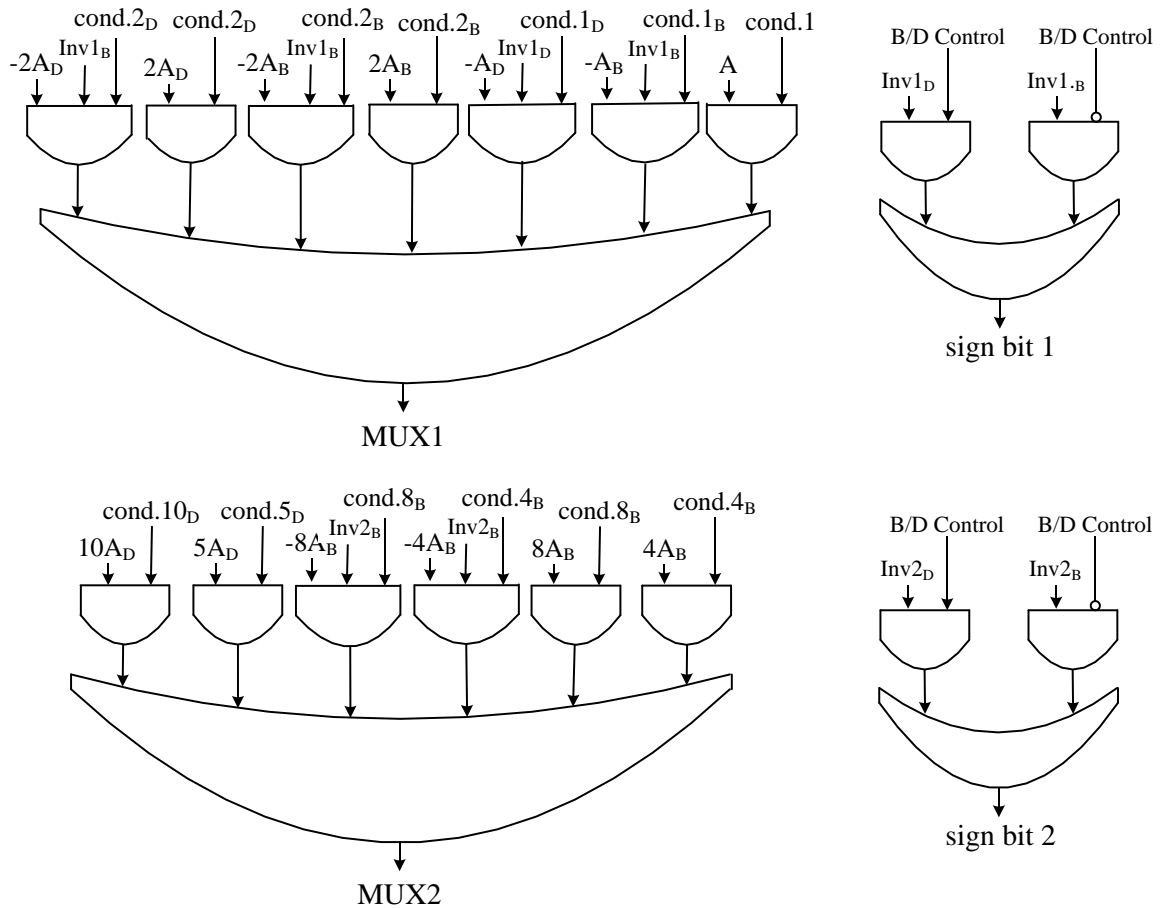 cond.2D cond.2D cond.2B cond.2B cond.1D cond.1B cond.1
-2AD Inv1B 2AD -2AB Inv1B 2AB -AD Inv1D -AB Inv1B A
MUX1
B/D Control B/D Control
Inv1D Inv1.B
sign bit 1
cond.10D cond.5D cond.8B cond.4B cond.8B cond.4B
10AD 5AD -8AB Inv2B -4AB Inv2B 8AB 4AB
MUX2
B/D Control B/D Control
Inv2D Inv2B
sign bit 2